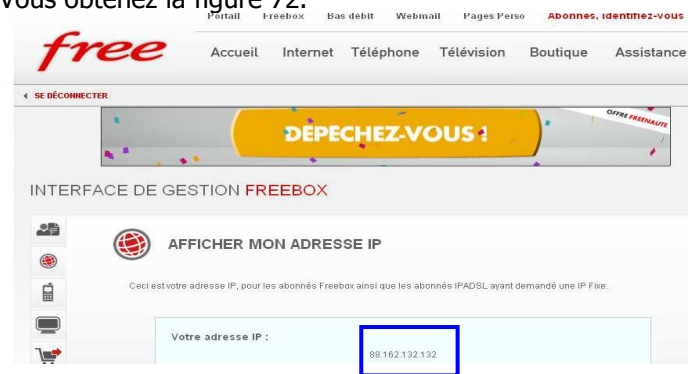 Vous obtenez la figure 72.
Portail Freebox Bas debit Webmail Pages Perso Abonnes, identifiez-vous
free
Accueil Internet Téléphone Télévision Boutique Assistance
SE DÉCONNECTER
DEPECHEZ-VOUS !
OFFRE FREENAUTE
INTERFACE DE GESTION FREEBOX
AFFICHER MON ADRESSE IP
Ceci est votre adresse IP, pour les abonnés Freebox ainsi que les abonnés IPADSL ayant demandé une IP Fixe.
Votre adresse IP :
88.162.132.132